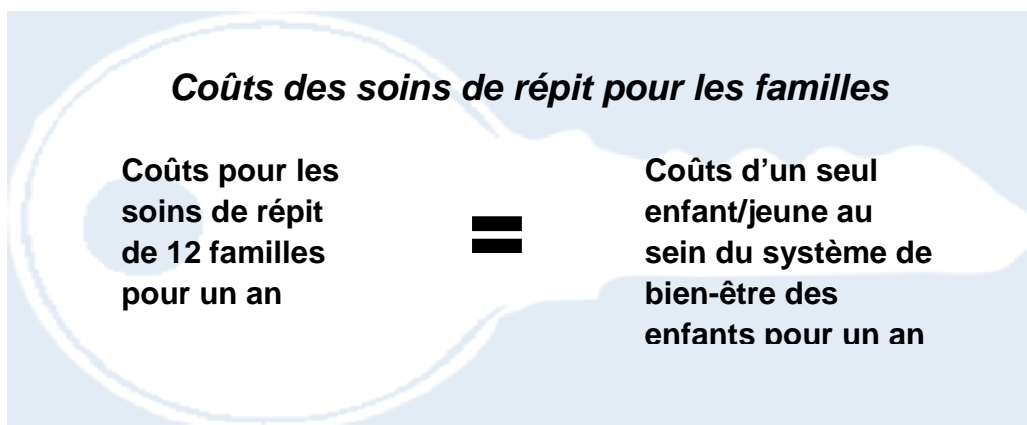 Coûts des soins de répit pour les familles
Coûts pour les
soins de répit
de 12 familles
pour un an
=
Coûts d’un seul
enfant/jeune au
sein du système de
bien-être des
enfants pour un an